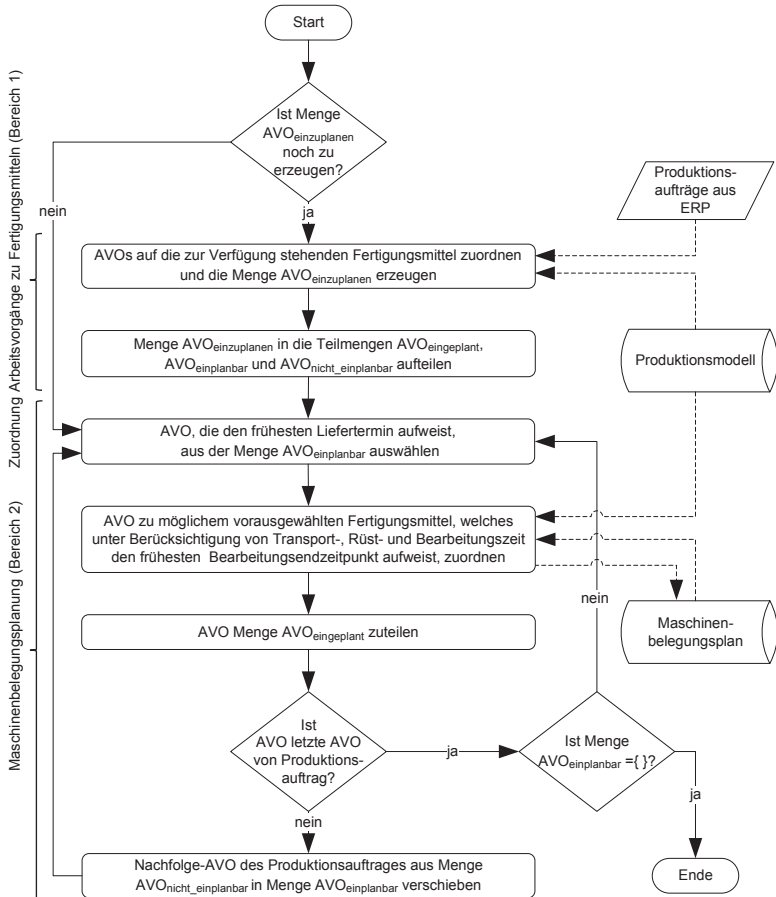 Start
Ist Menge
AVOeinzuplanen
noch zu
erzeugen?
nein
ja
Produktions-
aufträge aus
ERP
Zuordnung Arbeitsvorgänge zu Fertigungsmitteln (Bereich 1)
AVOs auf die zur Verfügung stehenden Fertigungsmittel zuordnen
und die Menge AVOeinzuplanen erzeugen
Menge AVOeinzuplanen in die Teilmengen AVOeingeplant,
AVOeinplanbar und AVOnicht_einplanbar aufteilen
Produktionsmodell
Maschinenbelegungsplanung (Bereich 2)
AVO, die den frühesten Liefertermin aufweist,
aus der Menge AVOeinplanbar auswählen
AVO zu möglichem vorausgewählten Fertigungsmittel, welches
unter Berücksichtigung von Transport-, Rüst- und Bearbeitungszeit
den frühesten Bearbeitungsendzeitpunkt aufweist, zuordnen
nein
Maschinen-
belegungsplan
AVO Menge AVOeingeplant zuteilen
Ist
AVO letzte AVO
von Produktions-
auftrag?
ja
Ist Menge
AVOeinplanbar ={ }?
ja
nein
Nachfolge-AVO des Produktionsauftrages aus Menge
AVOnicht_einplanbar in Menge AVOeinplanbar verschieben
Ende